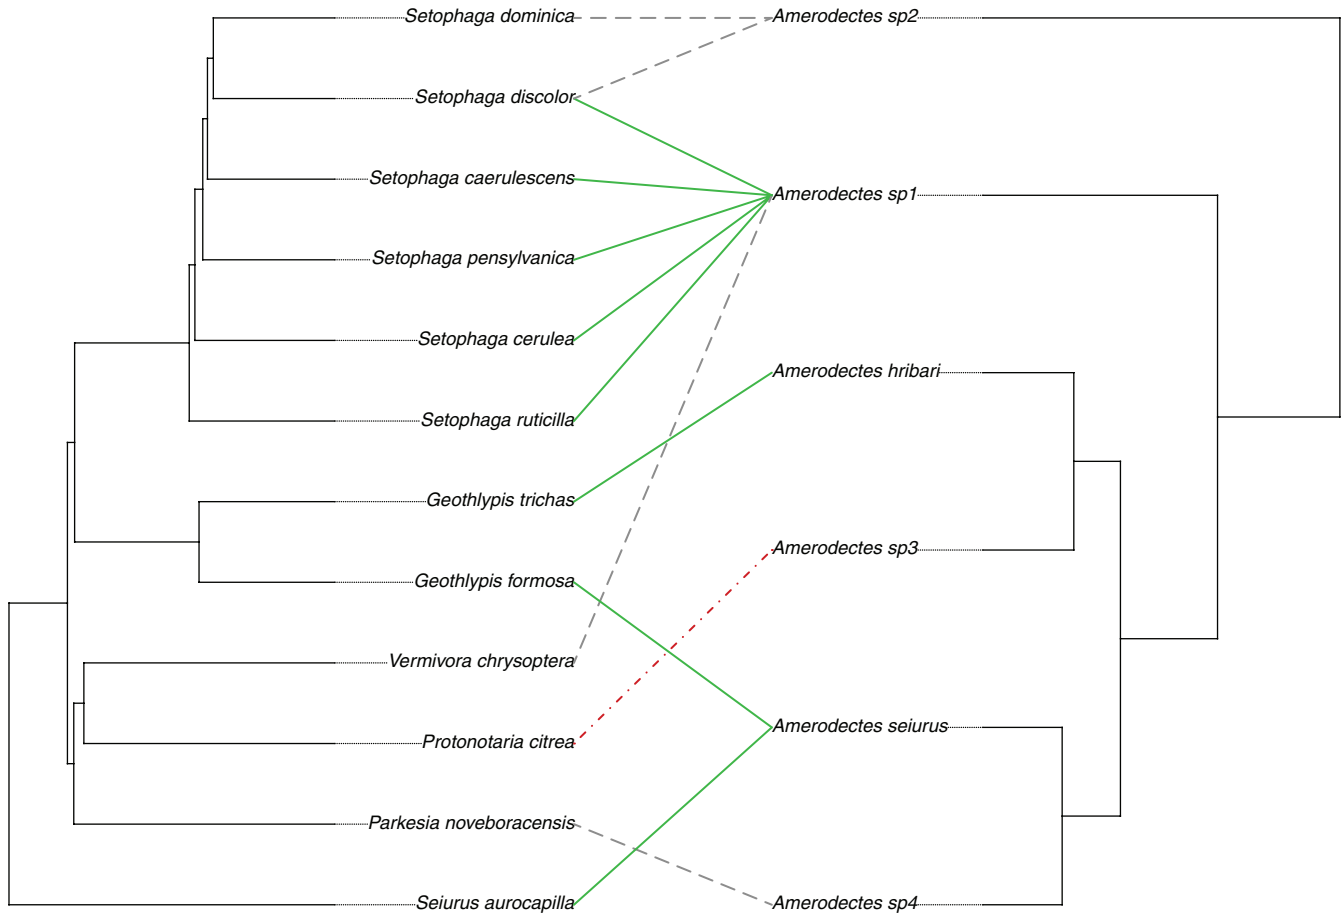 Setophaga dominica
Setophaga discolor
Setophaga caerulescens
Setophaga pensylvanica
Setophaga cerulea
Setophaga ruticilla
Geothlypis trichas
Geothlypis formosa
Vermivora chrysoptera
Protonotaria citrea
Parkesia noveboracensis
Seiurus aurocapilla
Amerodectes sp2
Amerodectes sp1
Amerodectes hribari
Amerodectes sp3
Amerodectes seiurus
Amerodectes sp4